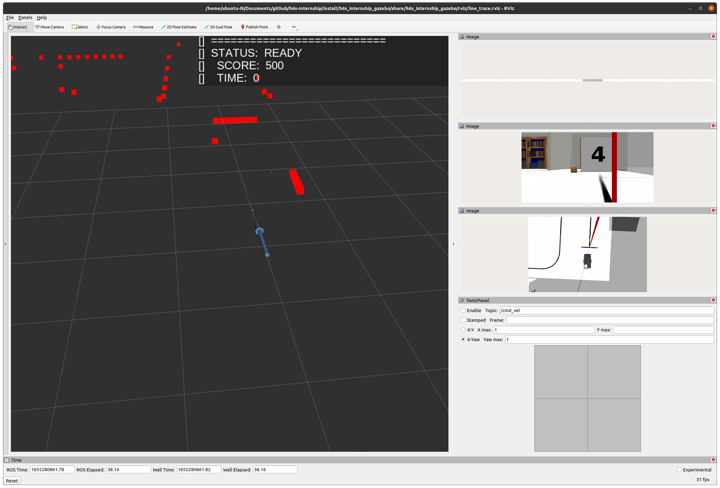 /home/ubuntu-lt/Documents/github/hdx-internship/install/hdx_internship_gazebo/share/hdx_internship_gazebo/rviz/line_trace.rviz - RViz
File Panels Help
Interact Move Camera Select Focus Camera Measure 2D Pose Estimate 2D Goal Pose Publish Point
[] ==========================
[] STATUS: READY
[] SCORE: 500
[] TIME: 0
Image
Image
4
Image
TwistPanel
Enable Topic: /cmd_vel
Stamped Frame:
X-Y X max: 1 Y max:
X-Yaw Yaw max: 1
Time
ROS Time: 1655280861.78 ROS Elapsed: 38.16 Wall Time: 1655280861.82 Wall Elapsed: 38.16 Experimental
Reset 31 fps